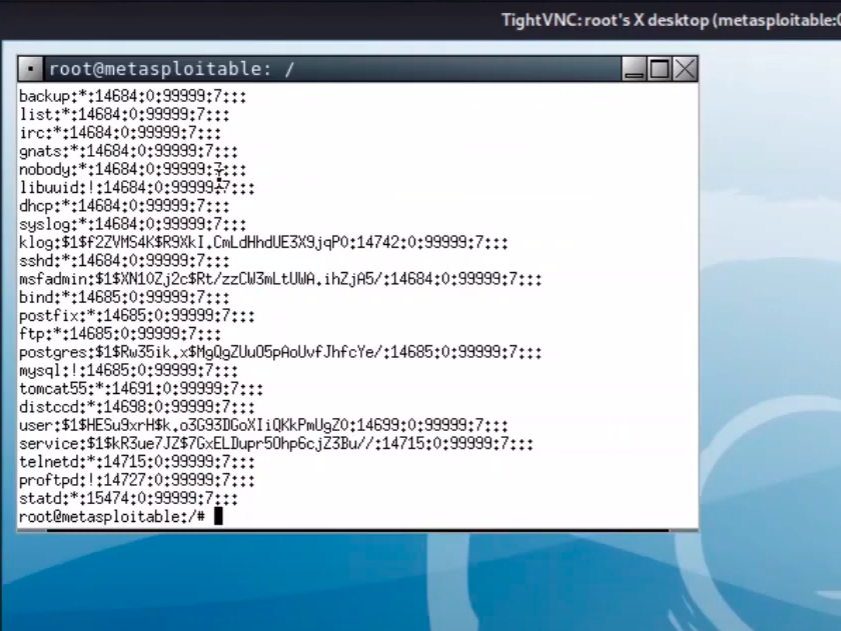 TightVNC: root's X desktop (metasploitable:0
root@metasploitable: /
backup:*:14684:0:99999:7:::
list:*:14684:0:99999:7:::
irc:*:14684:0:99999:7:::
gnats:*:14684:0:99999:7:::
nobody:*:14684:0:99999:7:::
libuuid:!:14684:0:99999:7:::
dhcp:*:14684:0:99999:7:::
syslog:*:14684:0:99999:7:::
klog:$1$f2ZVMS4K$R9XkI.CmLdHhdUE3X9jqP0:14742:0:99999:7:::
sshd:*:14684:0:99999:7:::
msfadmin:$1$XN10Zj2c$Rt/zzCW3mLtUWA.ihZjA5/:14684:0:99999:7:::
bind:*:14685:0:99999:7:::
postfix:*:14685:0:99999:7:::
ftp:*:14685:0:99999:7:::
postgres:$1$Rw35ik.x$MgQgZUuO5pAoUvfJhfcYe/:14685:0:99999:7:::
mysql:!:14685:0:99999:7:::
tomcat55:*:14691:0:99999:7:::
distccd:*:14698:0:99999:7:::
user:$1$HESu9xrH$k.o3G93DGoXIiQKkPmUgZ0:14699:0:99999:7:::
service:$1$kR3ue7JZ$7GxELDupr5Ohp6cjZ3Bu//:14715:0:99999:7:::
telnetd:*:14715:0:99999:7:::
proftpd:!:14727:0:99999:7:::
statd:*:15474:0:99999:7:::
root@metasploitable:/#